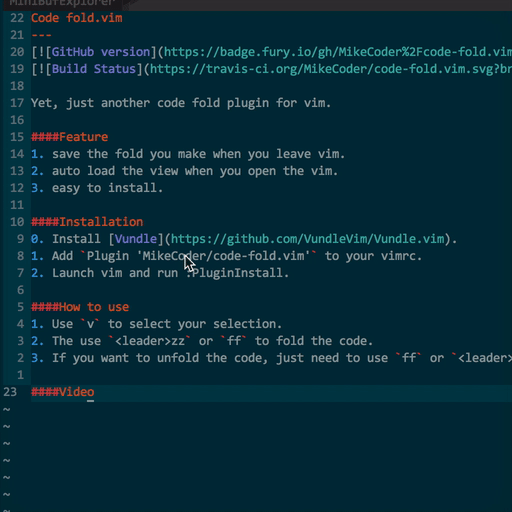 MiniBufExplorer
22 Code fold.vim
21 ---
20 [![GitHub version](https://badge.fury.io/gh/MikeCoder%2Fcode-fold.vim
19 [![Build Status](https://travis-ci.org/MikeCoder/code-fold.vim.svg?br
18
17 Yet, just another code fold plugin for vim.
16
15 ####Feature
14 1. save the fold you make when you leave vim.
13 2. auto load the view when you open the vim.
12 3. easy to install.
11
10 ####Installation
9 0. Install [Vundle](https://github.com/VundleVim/Vundle.vim).
8 1. Add `Plugin 'MikeCoder/code-fold.vim'` to your vimrc.
7 2. Launch vim and run :PluginInstall.
6
5 ####How to use
4 1. Use `v` to select your selection.
3 2. The use `<leader>zz` or `ff` to fold the code.
2 3. If you want to unfold the code, just need to use `ff` or `<leader>
1
23 ####Video
~
~
~
~
~
~